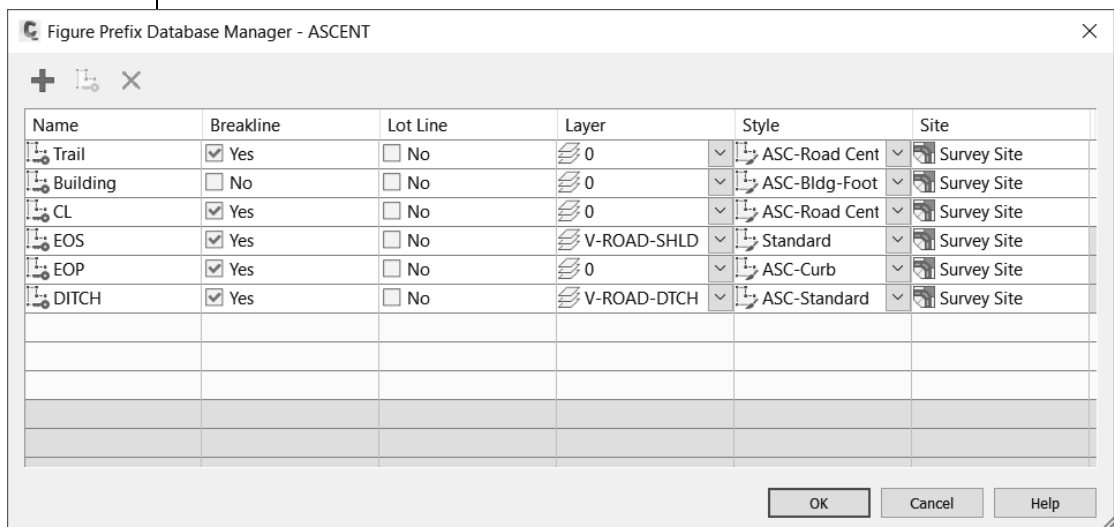 Figure Prefix Database Manager - ASCENT
Name Breakline Lot Line Layer Style Site
Trail Yes No 0 ASC-Road Cent Survey Site
Building No No 0 ASC-Bldg-Foot Survey Site
CL Yes No 0 ASC-Road Cent Survey Site
EOS Yes No V-ROAD-SHLD Standard Survey Site
EOP Yes No 0 ASC-Curb Survey Site
DITCH Yes No V-ROAD-DTCH ASC-Standard Survey Site
OK Cancel Help